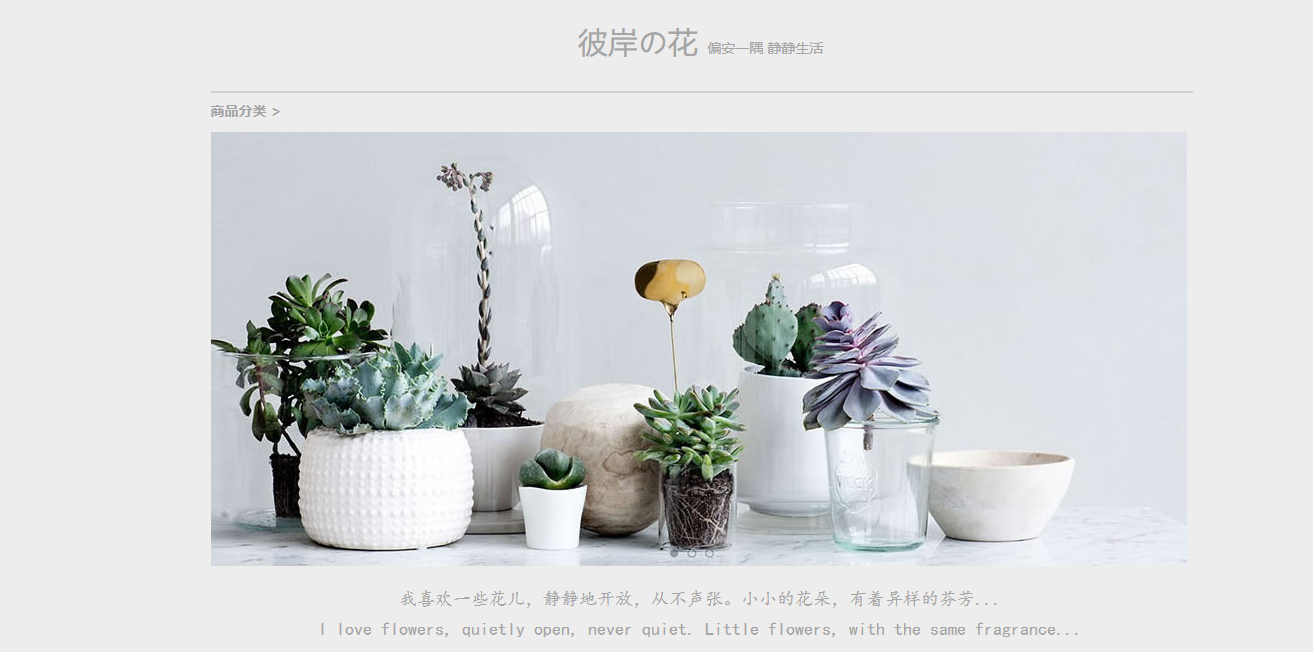 彼岸の花 偏安一隅 静静生活
商品分类 >
WECK
我喜欢一些花儿，静静地开放，从不声张。小小的花朵，有着异样的芬芳...
I love flowers, quietly open, never quiet. Little flowers, with the same fragrance...